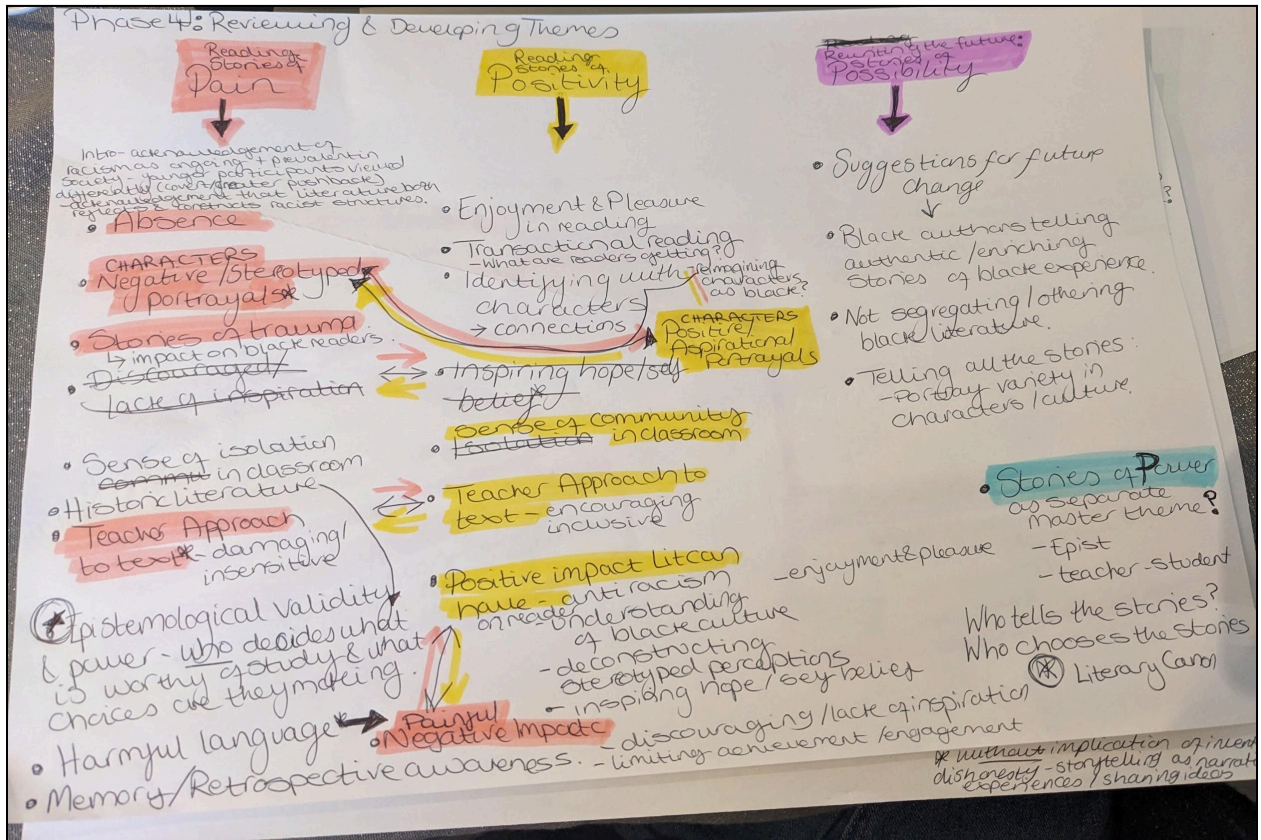 Phase 4: Reviewing & Developing Themes
Reading
Stories of
Pain
Intro - acknowledgement of
racism as ongoing + prevalent in
society, younger participants viewed
differently (covert/greater pushback)
- acknowledgement that literature both
reflects & constructs racist structures.
• Absence
CHARACTERS
• Negative/Stereotyped
portrayals*
• Stories of trauma
↳ impact on black readers.
• Discouraged/
Lack of inspiration
• Sense of isolation
in classroom
• Historic literature
• Teacher Approach
to text* - damaging/
insensitive
* Epistemological validity
& power - who decides what
is worthy of study & what
choices are they making.
• Harmful language*
• Memory/Retrospective awareness.
Reading
Stories of
Positivity
• Enjoyment & Pleasure
in reading
• Transactional reading
- What are readers getting?
• Identifying with
characters
→ connections
reimagining
characters
as black?
CHARACTERS
Positive/
Aspirational
Portrayals
• Inspiring hope/self
belief*
Sense of community
• Isolation in classroom
• Teacher Approach to
text - encouraging
inclusive
• Positive impact Lit can
have - antiracism
on reader
- understanding
of black culture
- deconstructing
stereotyped perceptions
- inspiring hope/self belief
- enjoyment & pleasure
Painful
• Negative Impact
- discouraging/lack of inspiration
- limiting achievement/engagement
Rewriting the future:
Stories of
Possibility
• Suggestions for future
change
• Black authors telling
authentic/enriching
Stories of black experience.
• Not segregating/othering
black literature.
• Telling all the stories:
- Portray variety in
characters/culture.
?
• Stories of Power
as separate
master theme?
- Epist
- teacher-student
Who tells the stories?
Who chooses the stories
* Literary Canon
* without implication of
dishonesty - storytelling as
experiences/sharing ideas